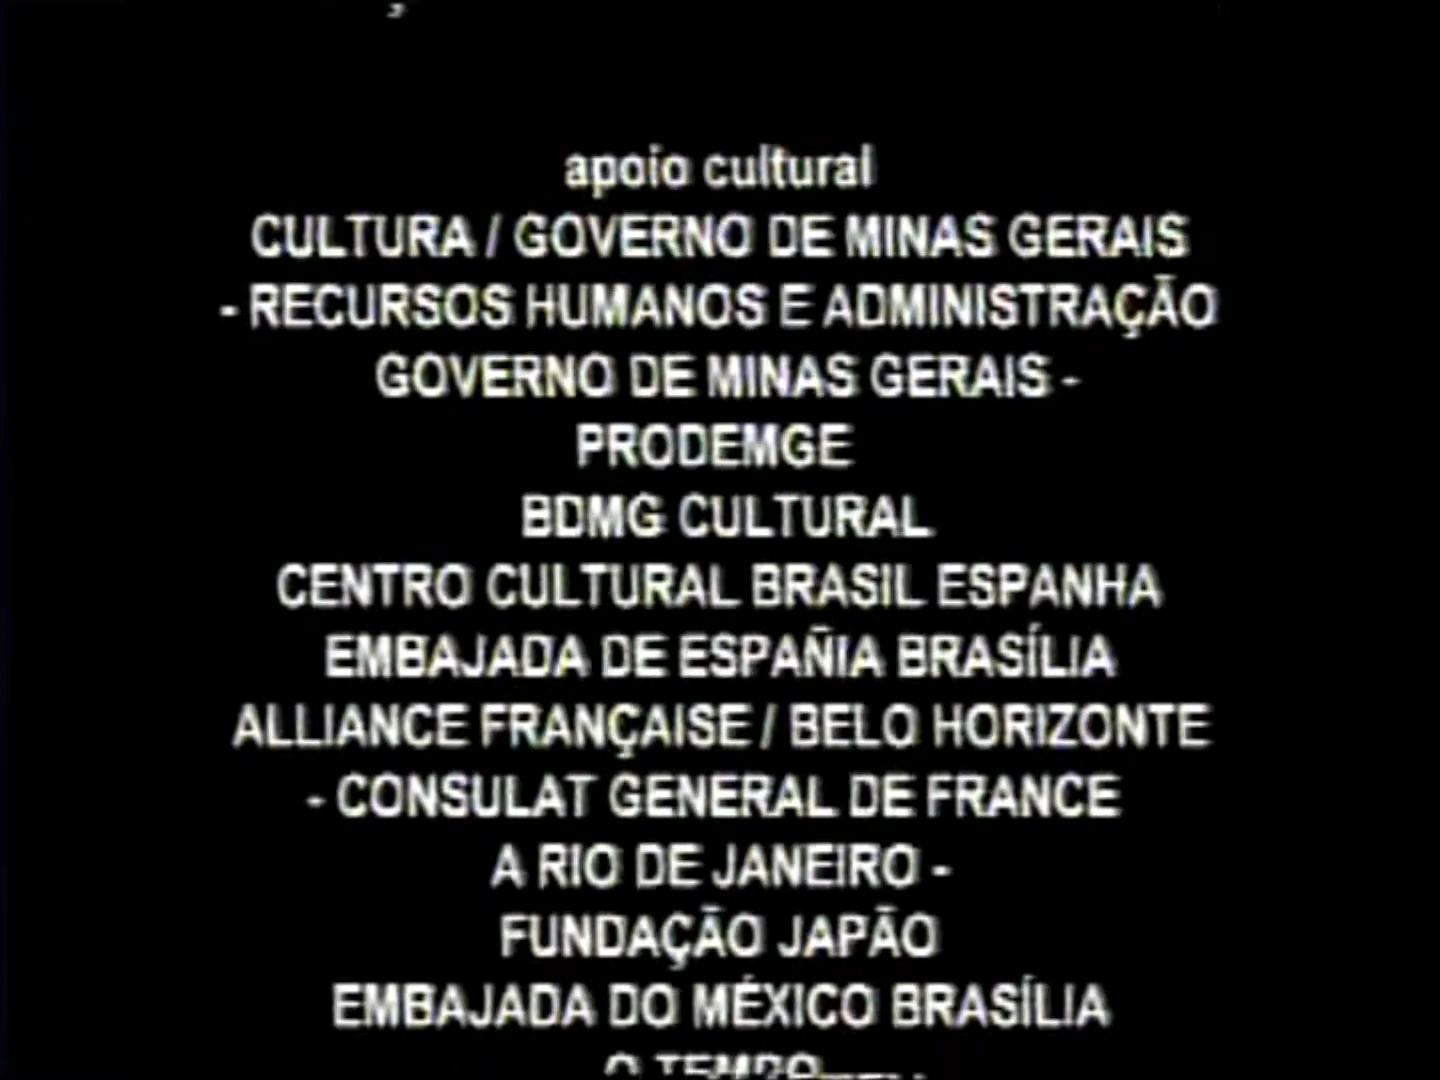 apoio cultural
CULTURA / GOVERNO DE MINAS GERAIS
- RECURSOS HUMANOS E ADMINISTRAÇÃO
GOVERNO DE MINAS GERAIS -
PRODEMGE
BDMG CULTURAL
CENTRO CULTURAL BRASIL ESPANHA
EMBAJADA DE ESPAÑIA BRASÍLIA
ALLIANCE FRANÇAISE / BELO HORIZONTE
- CONSULAT GENERAL DE FRANCE
A RIO DE JANEIRO -
FUNDAÇÃO JAPÃO
EMBAJADA DO MÉXICO BRASÍLIA
O TEMPO